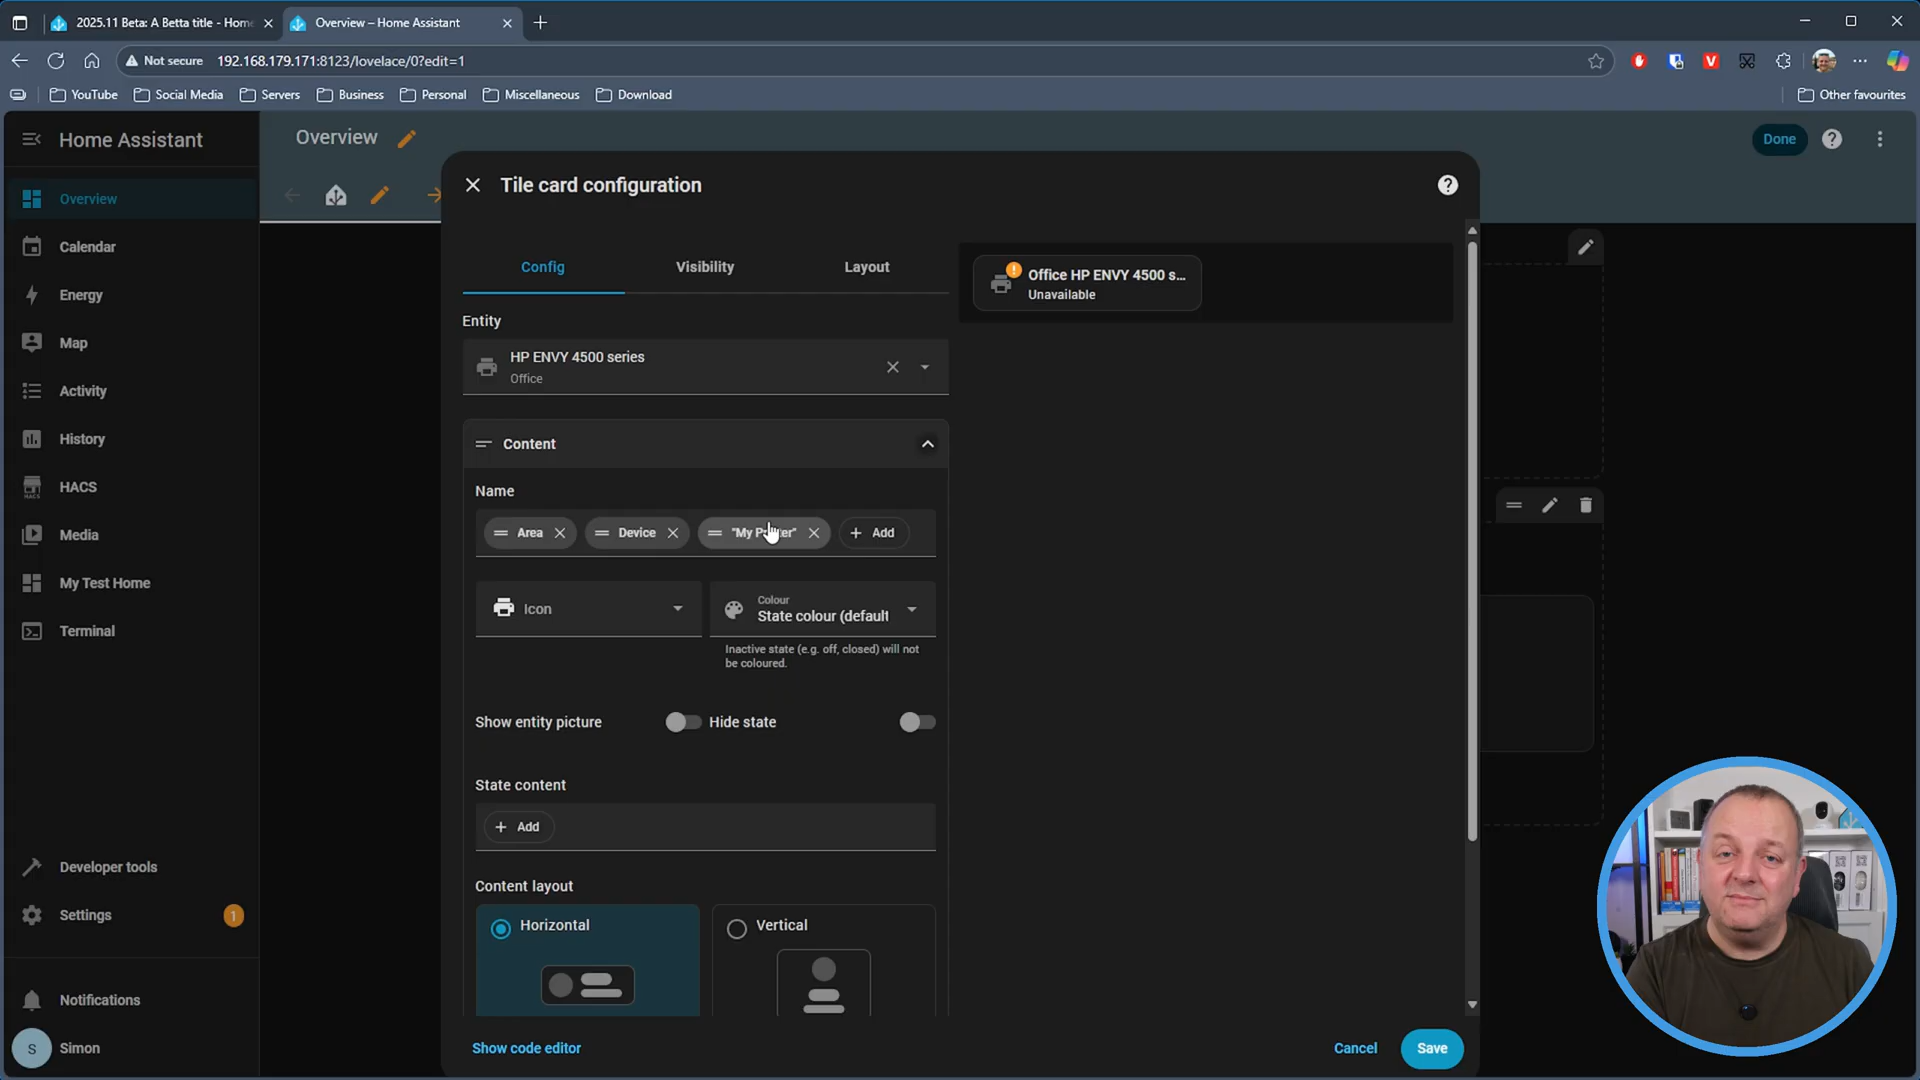 2025.11 Beta: A Betta title - Home
Overview – Home Assistant
Not secure
192.168.179.171:8123/lovelace/0?edit=1
YouTube
Social Media
Servers
Business
Personal
Miscellaneous
Download
Other favourites
Home Assistant
Overview
Done
Overview
Calendar
Energy
Map
Activity
History
HACS
HACS
Media
My Test Home
Terminal
Developer tools
Settings
1
Notifications
S
Simon
Tile card configuration
Config
Visibility
Layout
Entity
HP ENVY 4500 series
Office
Content
Name
Area
Device
"My
Add
Icon
Colour
State colour (default
Inactive state (e.g. off, closed) will not
be coloured.
Show entity picture
Hide state
State content
Add
Content layout
Horizontal
Vertical
Show code editor
Cancel
Save
Office HP ENVY 4500 s...
Unavailable